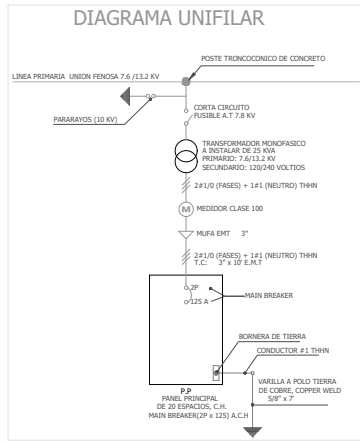 DIAGRAMA UNIFILAR
POSTE TRONCOCONICO DE CONCRETO
LINEA PRIMARIA UNION FENOSA 7.6 /13.2 KV
CORTA CIRCUITO
FUSIBLE A.T 7.8 KV
PARARAYOS (10 KV)
TRANSFORMADOR MONOFASICO
A INSTALAR DE 25 KVA
PRIMARIO: 7.6/13.2 KV
SECUNDARIO: 120/240 VOLTIOS
2#1/0 (FASES) + 1#1 (NEUTRO) THHN
M
MEDIDOR CLASE 100
MUFA EMT 3"
2#1/0 (FASES) + 1#1 (NEUTRO) THHN
T.C: 3" x 10' E.M.T
2P
125 A
MAIN BREAKER
BORNERA DE TIERRA
CONDUCTOR #1 THHN
P.P
PANEL PRINCIPAL
DE 20 ESPACIOS, C.H.
MAIN BREAKER(2P x 125) A.C.H
VARILLA A POLO TIERRA
DE COBRE, COPPER WELD
5/8" x 7'